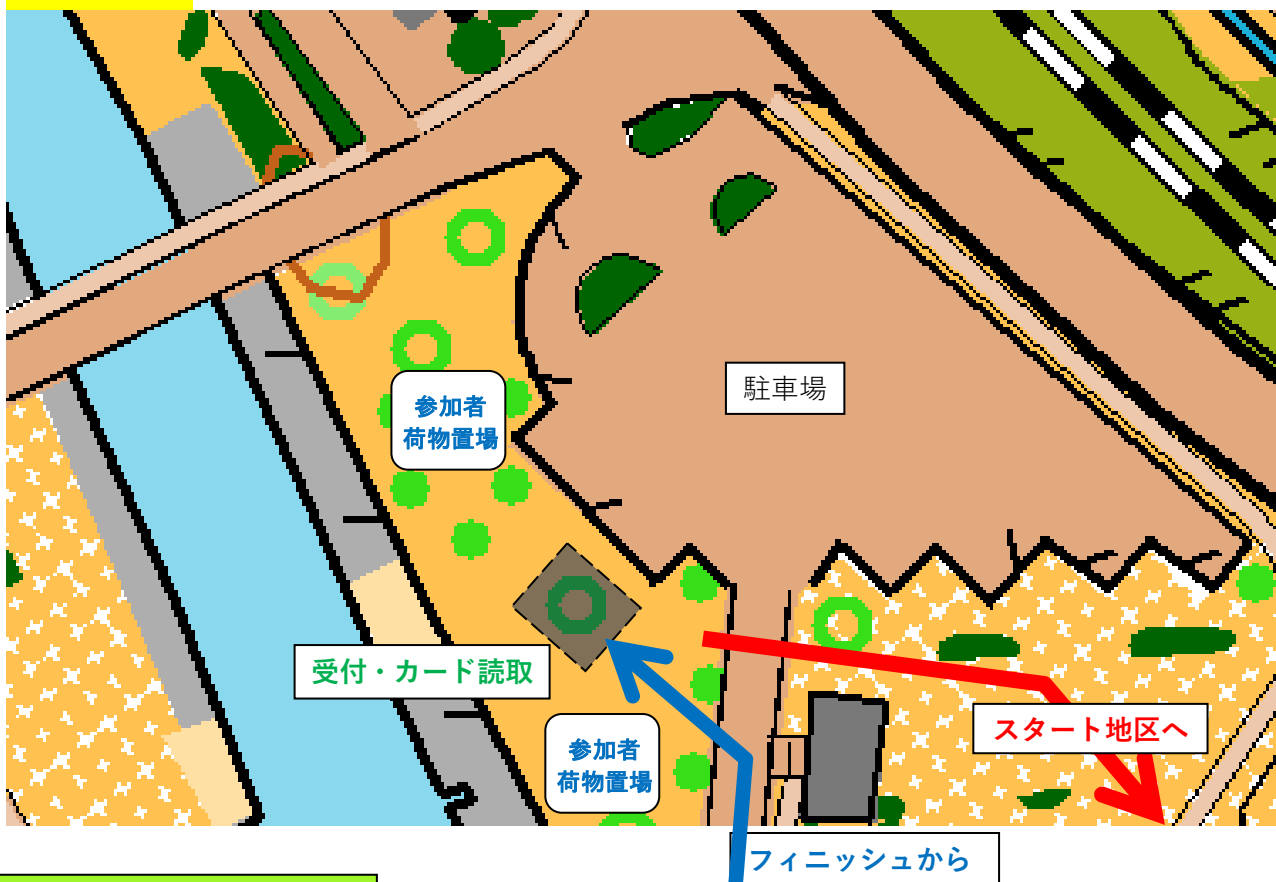 駐車場
参加者
荷物置場
受付・カード読取
スタート地区へ
参加者
荷物置場
フィニッシュから